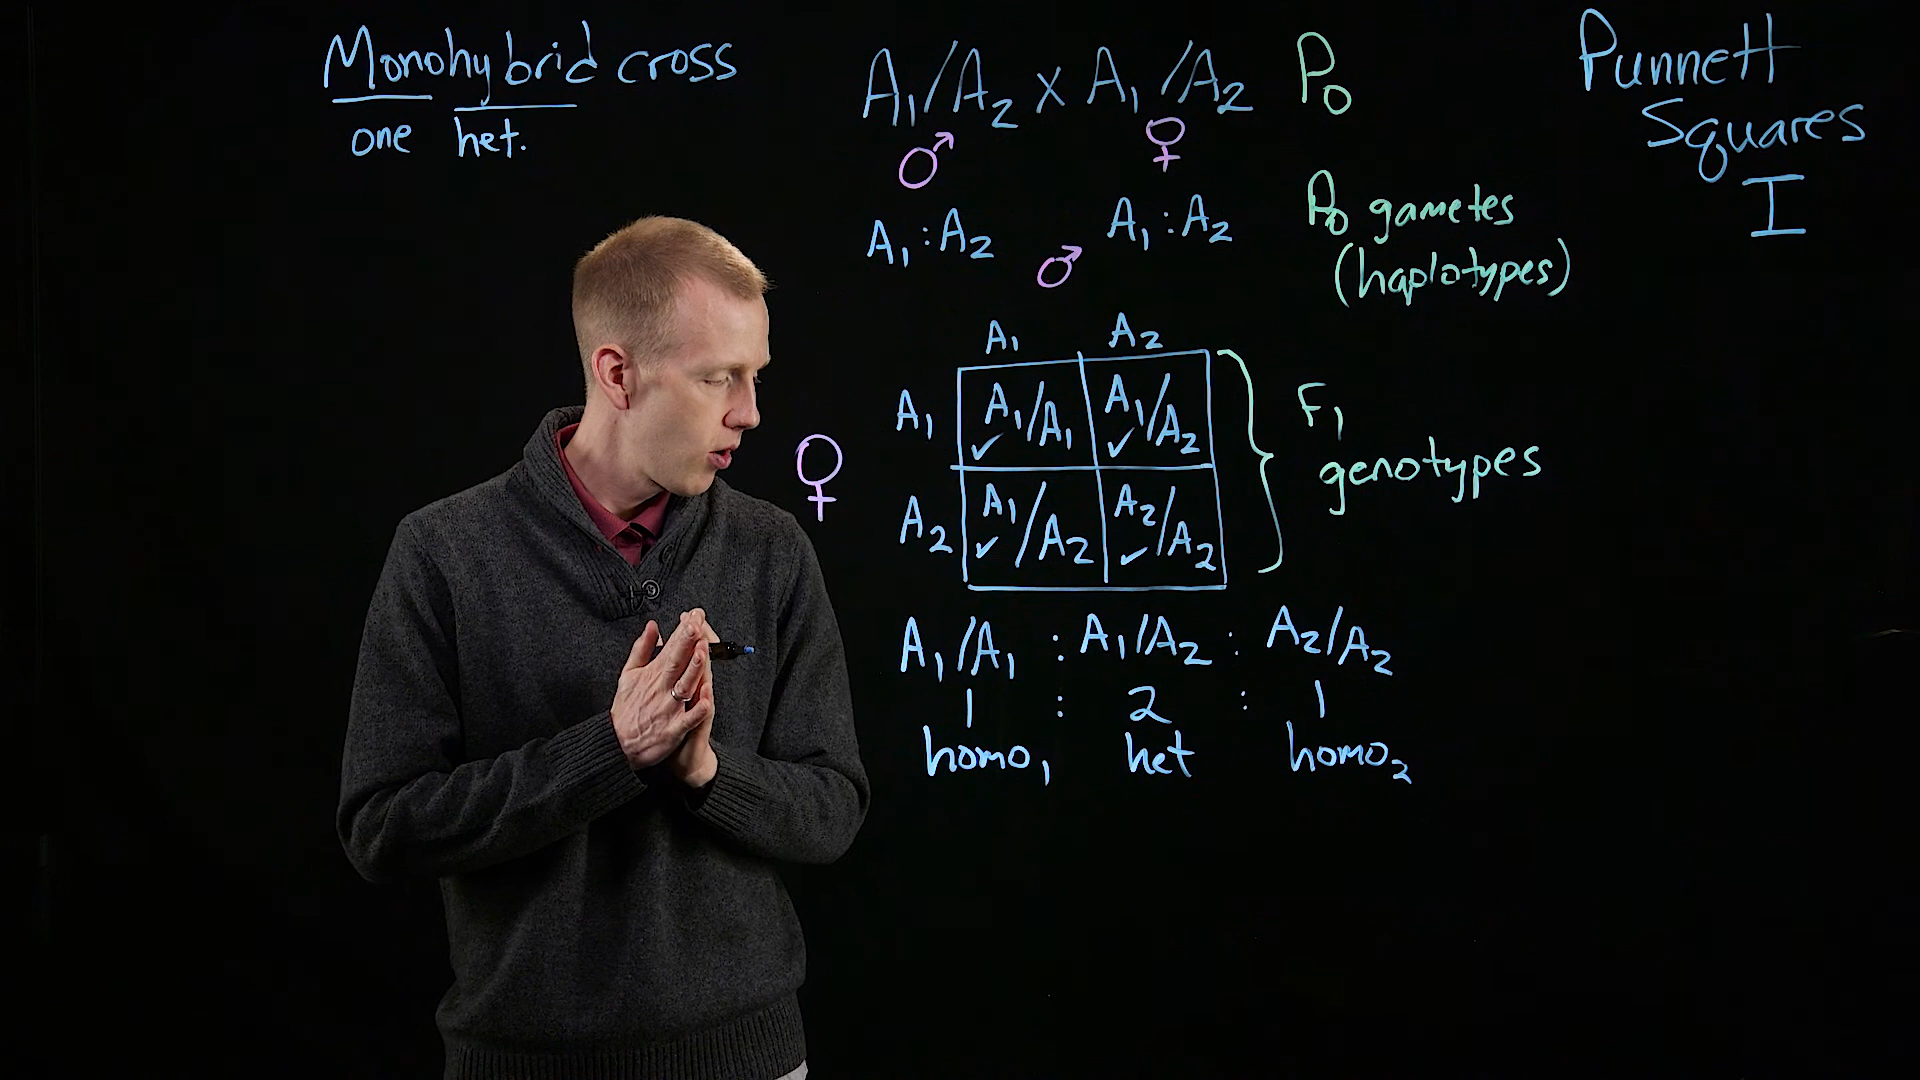 Monohybrid cross
one het.
A1/A2 x A1/A2 P0
♂ ♀
A1:A2 A1:A2 P0 gametes
(haplotypes)
Punnett
Squares
I
♂
A1 A2
♀
A1 A1/A1 ✓ A1/A2 ✓
A2 A1/A2 ✓ A2/A2 ✓
F1
genotypes
A1/A1 : A1/A2 : A2/A2
1 : 2 : 1
homo1 het homo2